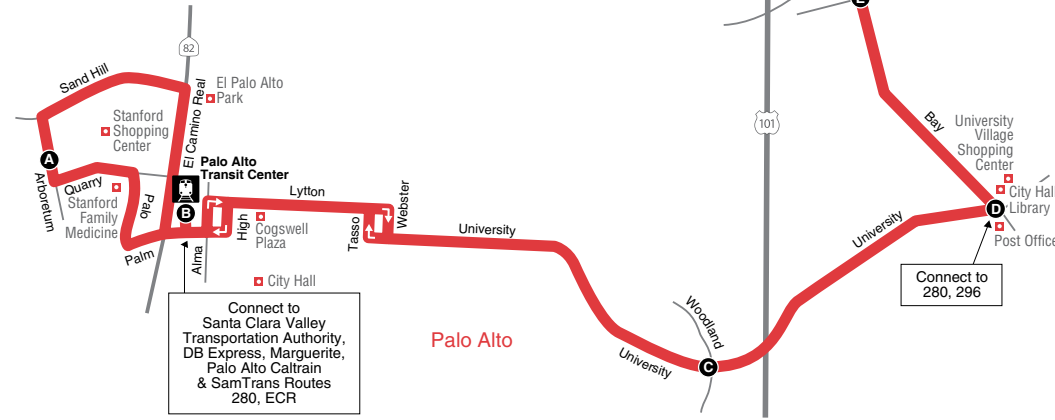 82
Sand Hill
El Camino Real
El Palo Alto
Park
Stanford
Shopping
Center
A
Arboretum
Quarry
Stanford
Family
Medicine
Palo
Palm
Palo Alto
Transit Center
B
Alma
High
Lytton
Cogswell
Plaza
City Hall
Tasso
Webster
University
Connect to
Santa Clara Valley
Transportation Authority,
DB Express, Marguerite,
Palo Alto Caltrain
& SamTrans Routes
280, ECR
Palo Alto
University
Woodland
C
101
University
E
Bay
University
Village
Shopping
Center
City Hall
Library
D
Post Office
Connect to
280, 296